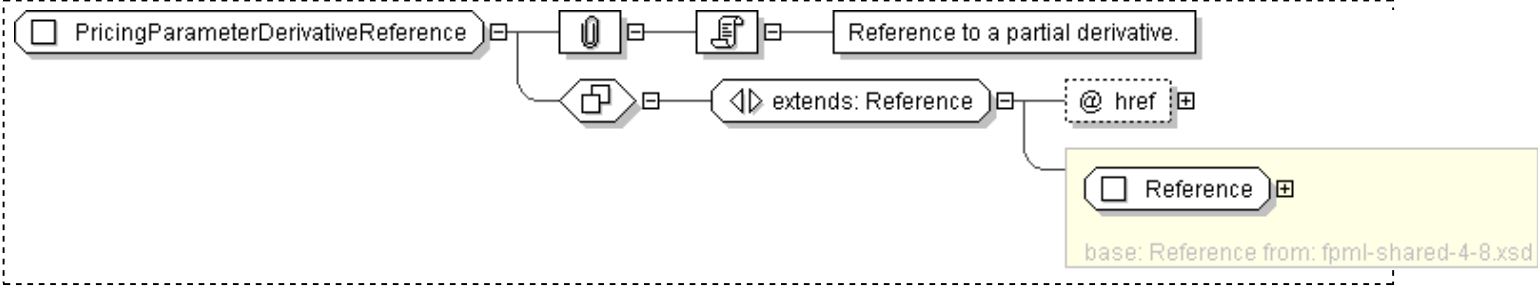 PricingParameterDerivativeReference
Reference to a partial derivative.
extends: Reference
@ href
Reference
base: Reference from: fpml-shared-4-8.xsd